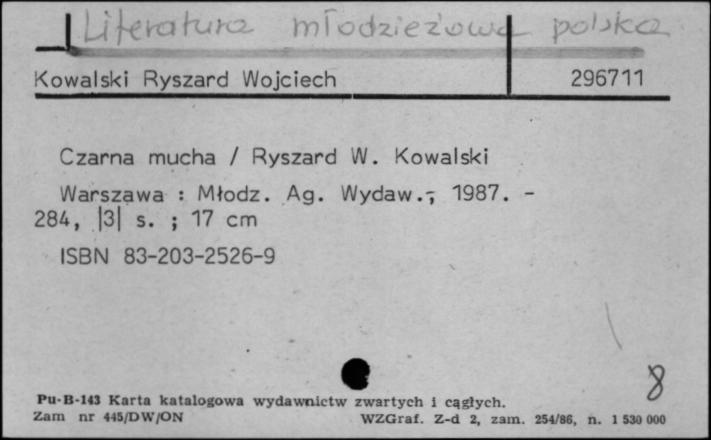 Literatura młodzieżowa polska
Kowalski Ryszard Wojciech 296711
Czarna mucha / Ryszard W. Kowalski
Warszawa : Młodz. Ag. Wydaw., 1987. -
284, |3| s. ; 17 cm
ISBN 83-203-2526-9
8
Pu-B-143 Karta katalogowa wydawnictw zwartych i cągłych.
Zam nr 445/DW/ON WZGraf. Z-d 2, zam. 254/86, n. 1 530 000